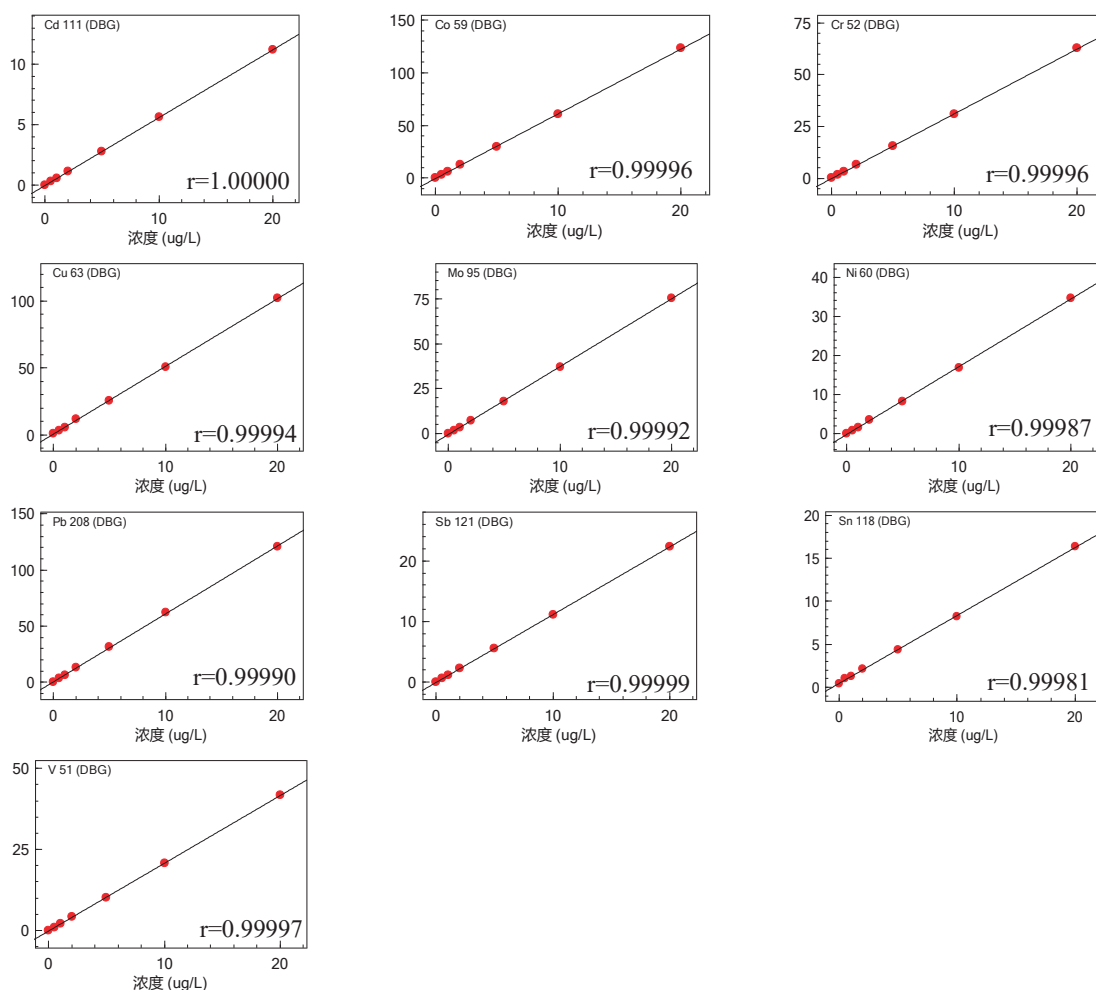 Cd 111 (DBG)
10
5
0
r=1.00000
0 10 20
浓度 (ug/L)
Co 59 (DBG)
150
100
50
0
r=0.99996
0 10 20
浓度 (ug/L)
Cr 52 (DBG)
75
50
25
0
r=0.99996
0 10 20
浓度 (ug/L)
Cu 63 (DBG)
100
50
0
r=0.99994
0 10 20
浓度 (ug/L)
Mo 95 (DBG)
75
50
25
0
r=0.99992
0 10 20
浓度 (ug/L)
Ni 60 (DBG)
40
30
20
10
0
r=0.99987
0 10 20
浓度 (ug/L)
Pb 208 (DBG)
150
100
50
0
r=0.99990
0 10 20
浓度 (ug/L)
Sb 121 (DBG)
20
10
0
r=0.99999
0 10 20
浓度 (ug/L)
Sn 118 (DBG)
20
15
10
5
0
r=0.99981
0 10 20
浓度 (ug/L)
V 51 (DBG)
50
25
0
r=0.99997
0 10 20
浓度 (ug/L)